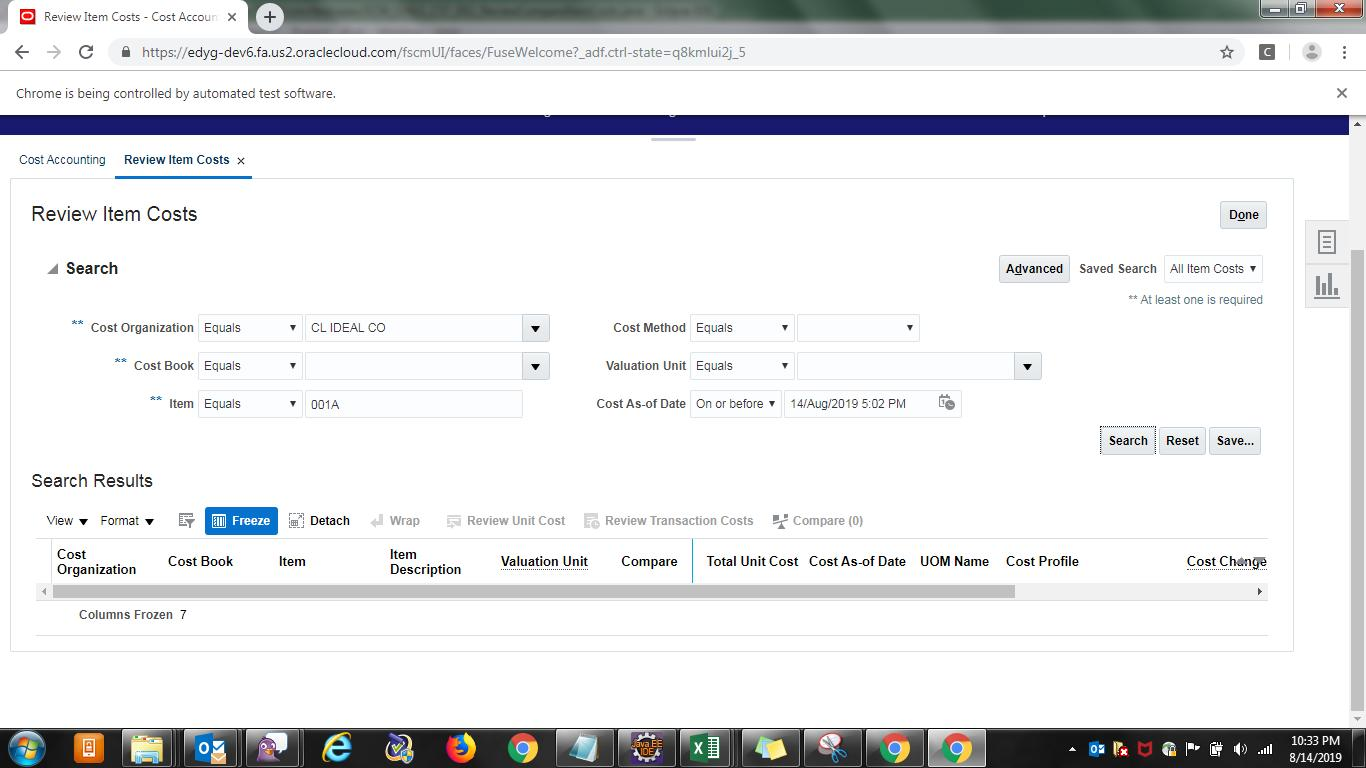 Review Item Costs - Cost Accoun
https://edyg-dev6.fa.us2.oraclecloud.com/fscmUI/faces/FuseWelcome?_adf.ctrl-state=q8kmlui2j_5
C
Chrome is being controlled by automated test software.
Cost Accounting Review Item Costs
Review Item Costs
Done
Search
Advanced Saved Search All Item Costs
** At least one is required
** Cost Organization Equals CL IDEAL CO Cost Method Equals
** Cost Book Equals Valuation Unit Equals
** Item Equals 001A Cost As-of Date On or before 14/Aug/2019 5:02 PM
Search Reset Save...
Search Results
View Format Freeze Detach Wrap Review Unit Cost Review Transaction Costs Compare (0)
Cost Organization Cost Book Item Item Description Valuation Unit Compare Total Unit Cost Cost As-of Date UOM Name Cost Profile Cost Change
Columns Frozen 7
Java EE
IDE
10:33 PM
8/14/2019